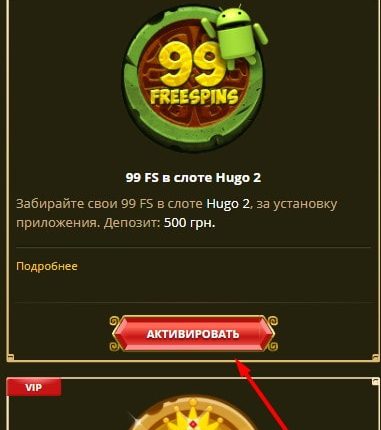 99
FREESPINS
99 FS в слоте Hugo 2
Забирайте свои 99 FS в слоте Hugo 2, за установку
приложения. Депозит: 500 грн.
Подробнее
АКТИВИРОВАТЬ
VIP